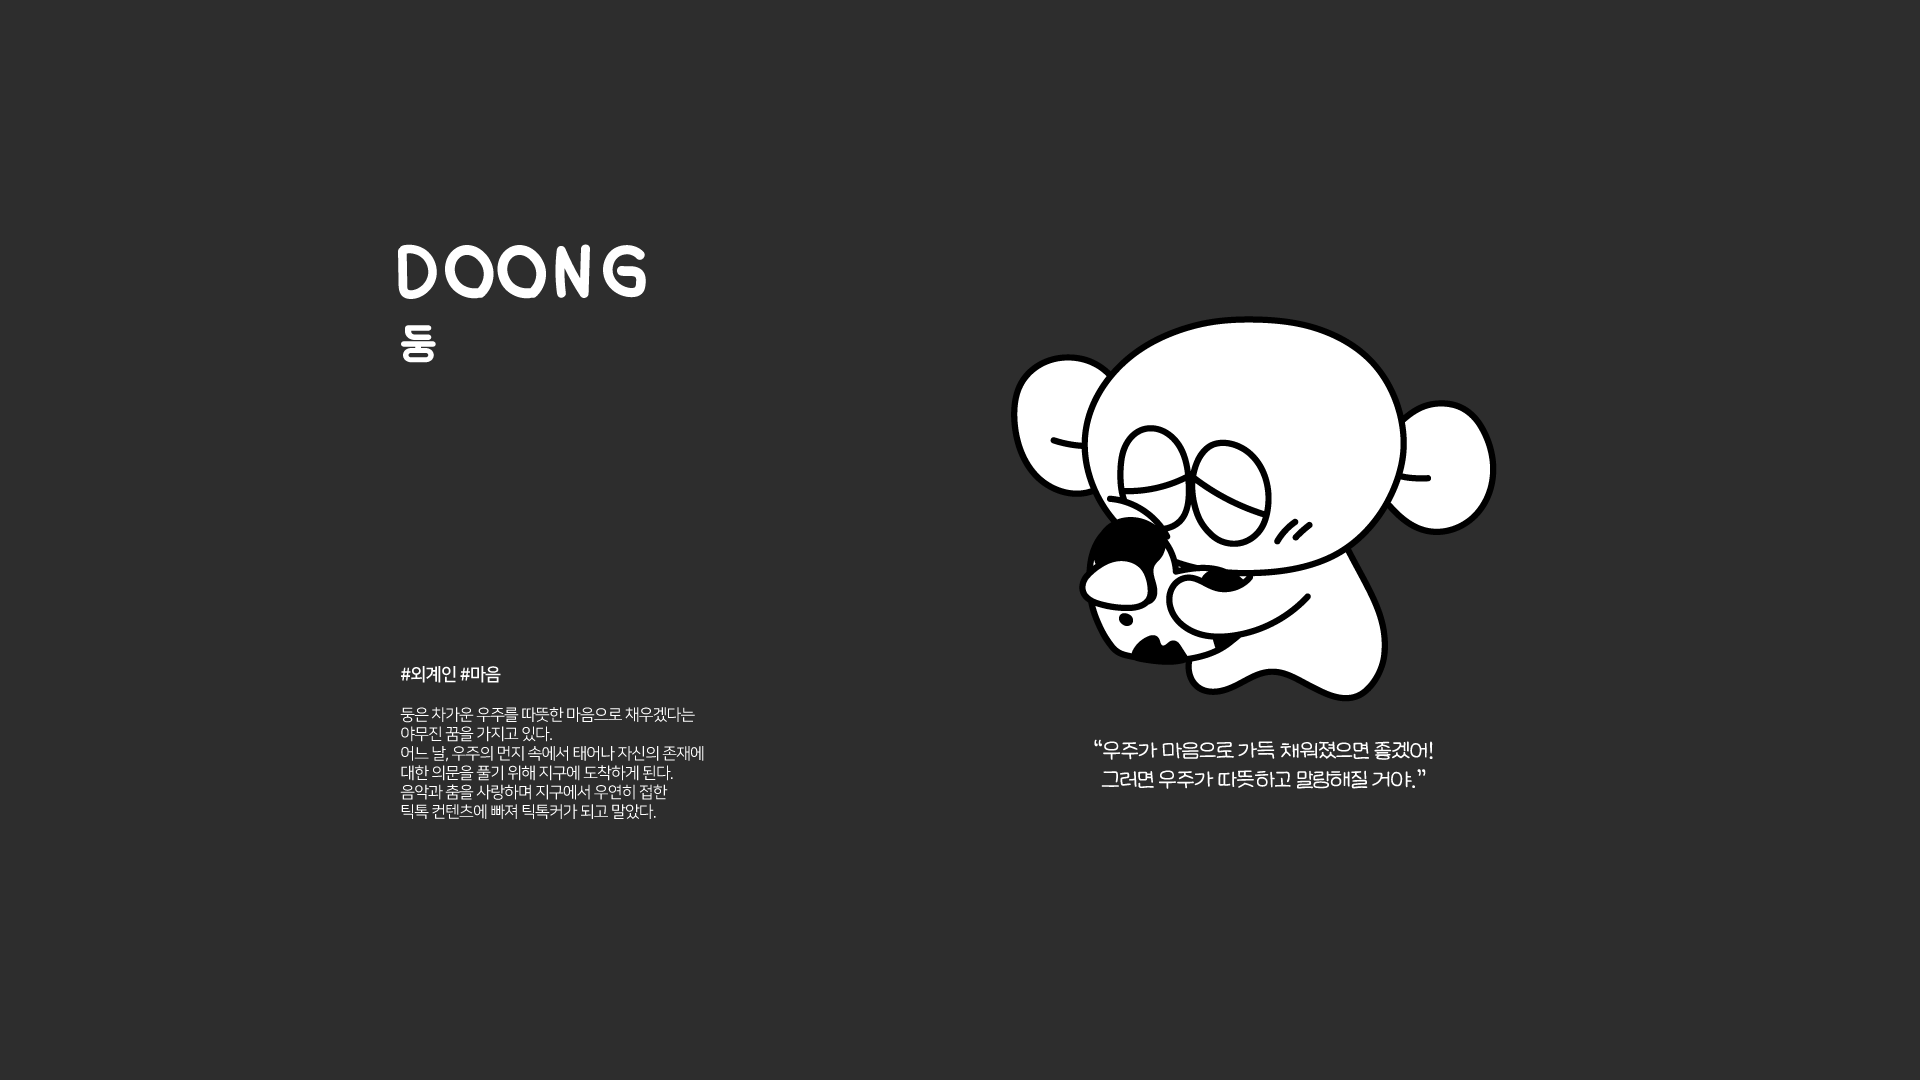 DOONG
둥
#외계인 #마음
둥은 차가운 우주를 따뜻한 마음으로 채우겠다는
야무진 꿈을 가지고 있다.
어느 날, 우주의 먼지 속에서 태어나 자신의 존재에
대한 의문을 풀기 위해 지구에 도착하게 된다.
음악과 춤을 사랑하며 지구에서 우연히 접한
틱톡 컨텐츠에 빠져 틱톡커가 되고 말았다.
“우주가 마음으로 가득 채워졌으면 좋겠어!
그러면 우주가 따뜻하고 말랑해질 거야.”